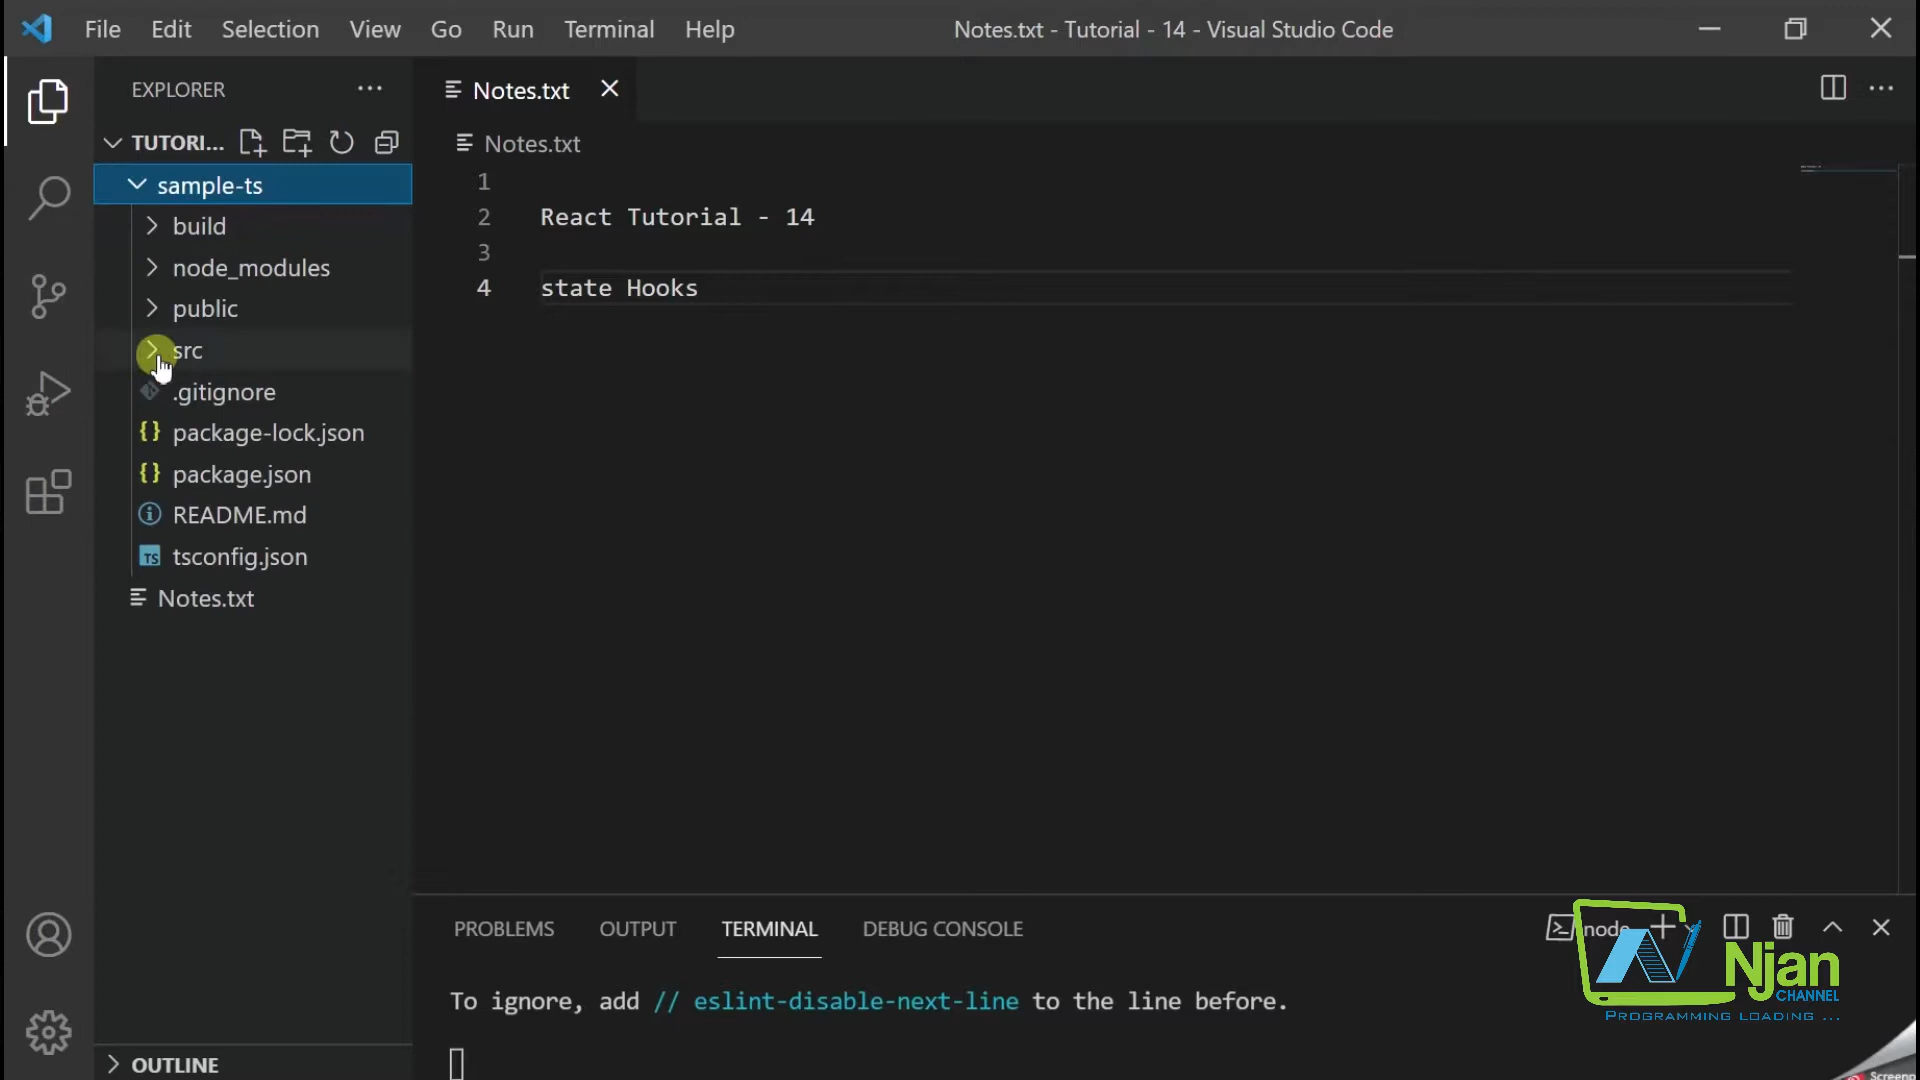 File Edit Selection View Go Run Terminal Help
Notes.txt - Tutorial - 14 - Visual Studio Code
EXPLORER
Notes.txt
TUTORI...
Notes.txt
sample-ts
build
node_modules
public
src
.gitignore
package-lock.json
package.json
README.md
tsconfig.json
Notes.txt
1
2 React Tutorial - 14
3
4 state Hooks
PROBLEMS OUTPUT TERMINAL DEBUG CONSOLE
node
To ignore, add // eslint-disable-next-line to the line before.
Njan
CHANNEL
PROGRAMMING LOADING ...
OUTLINE